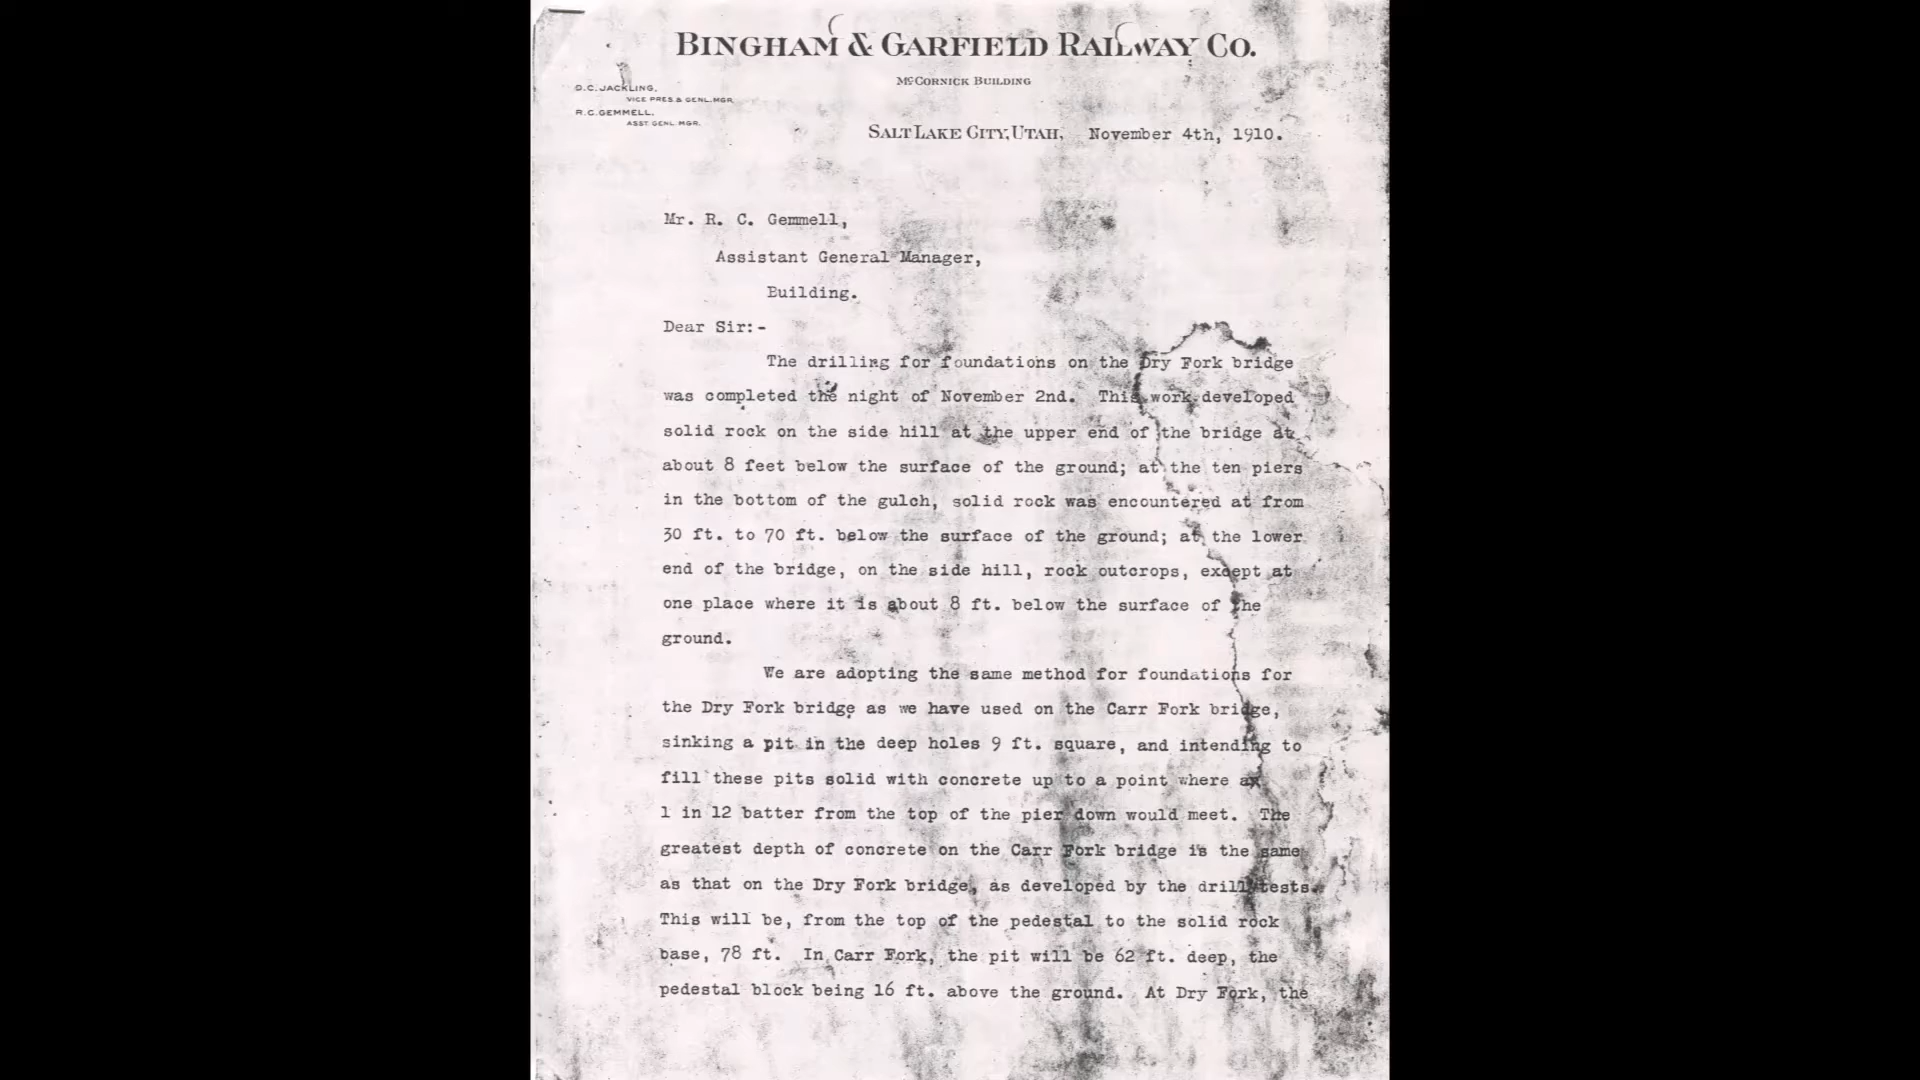 BINGHAM & GARFIELD RAILWAY CO.
McCORNICK BUILDING
D.C.JACKLING,
VICE PRES.& GENL.MGR.
R.C.GEMMELL,
ASST. GENL. MGR.
SALT LAKE CITY, UTAH, November 4th, 1910.
Mr. R. C. Gemmell,
Assistant General Manager,
Building.
Dear Sir:-
The drilling for foundations on the Dry Fork bridge
was completed the night of November 2nd. This work developed
solid rock on the side hill at the upper end of the bridge at
about 8 feet below the surface of the ground; at the ten piers
in the bottom of the gulch, solid rock was encountered at from
30 ft. to 70 ft. below the surface of the ground; at the lower
end of the bridge, on the side hill, rock outcrops, except at
one place where it is about 8 ft. below the surface of the
ground.
We are adopting the same method for foundations for
the Dry Fork bridge as we have used on the Carr Fork bridge,
sinking a pit in the deep holes 9 ft. square, and intending to
fill these pits solid with concrete up to a point where a
1 in 12 batter from the top of the pier down would meet. The
greatest depth of concrete on the Carr Fork bridge is the same
as that on the Dry Fork bridge, as developed by the drill tests.
This will be, from the top of the pedestal to the solid rock
base, 78 ft. In Carr Fork, the pit will be 62 ft. deep, the
pedestal block being 16 ft. above the ground. At Dry Fork, the